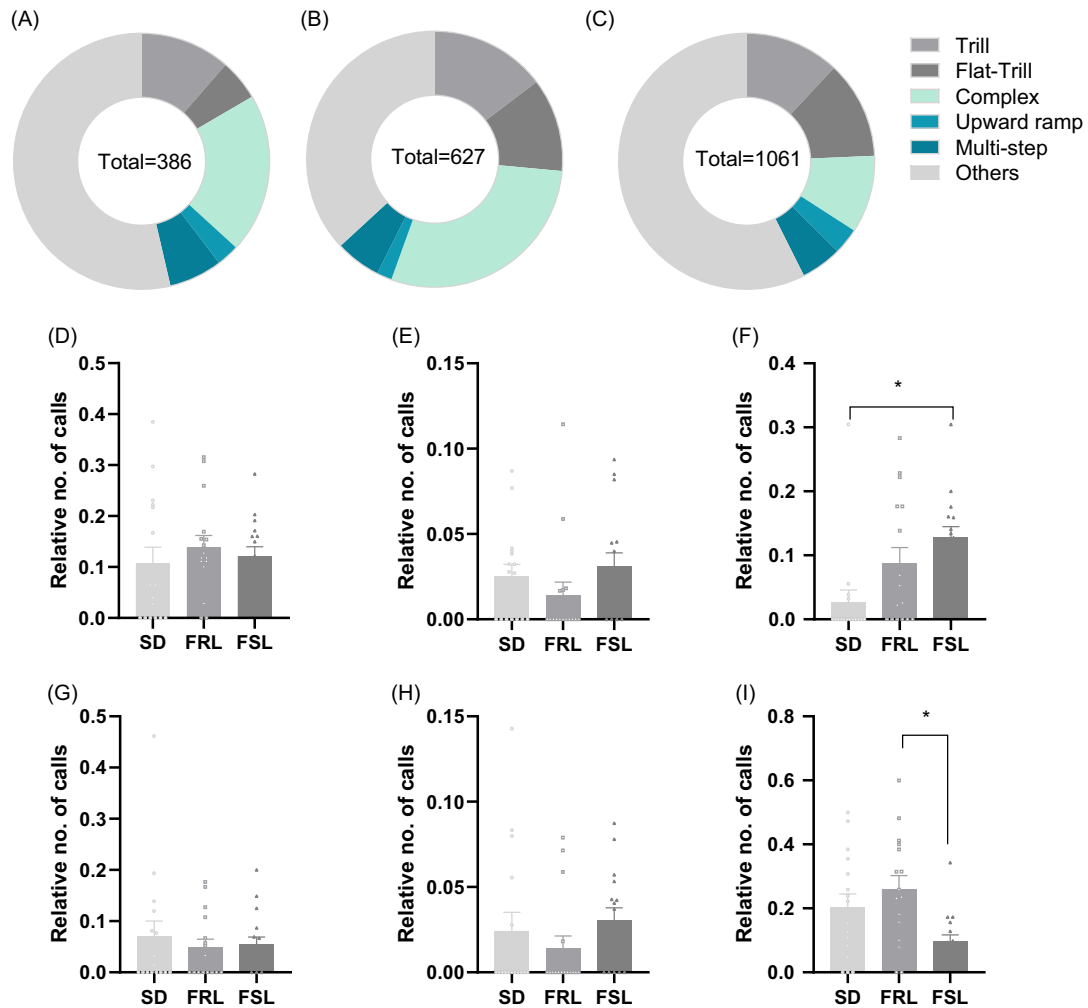 (A)
(B)
(C)
Total=386
Total=627
Total=1061
Trill
Flat-Trill
Complex
Upward ramp
Multi-step
Others
(D)
Relative no. of calls
0.5
0.4
0.3
0.2
0.1
0.0
SD FRL FSL
(E)
Relative no. of calls
0.15
0.10
0.05
0.00
SD FRL FSL
(F)
Relative no. of calls
0.4
0.3
0.2
0.1
0.0
*
SD FRL FSL
(G)
Relative no. of calls
0.5
0.4
0.3
0.2
0.1
0.0
SD FRL FSL
(H)
Relative no. of calls
0.15
0.10
0.05
0.00
SD FRL FSL
(I)
Relative no. of calls
0.8
0.6
0.4
0.2
0.0
*
SD FRL FSL